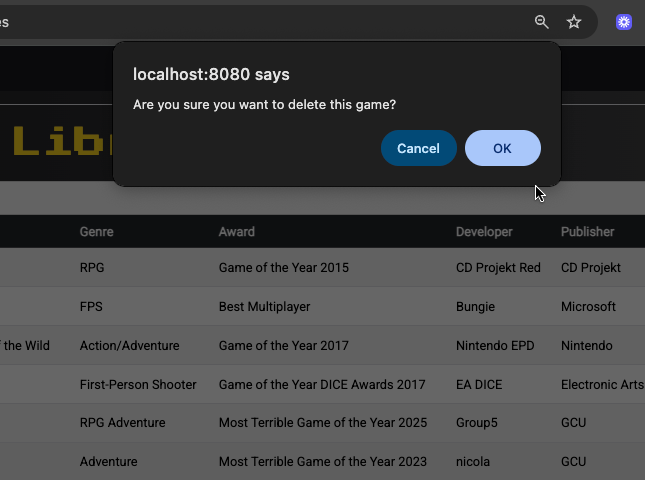 es
localhost:8080 says
Are you sure you want to delete this game?
Cancel OK
Lib
Genre Award Developer Publisher
RPG Game of the Year 2015 CD Projekt Red CD Projekt
FPS Best Multiplayer Bungie Microsoft
the Wild Action/Adventure Game of the Year 2017 Nintendo EPD Nintendo
First-Person Shooter Game of the Year DICE Awards 2017 EA DICE Electronic Arts
RPG Adventure Most Terrible Game of the Year 2025 Group5 GCU
Adventure Most Terrible Game of the Year 2023 nicola GCU